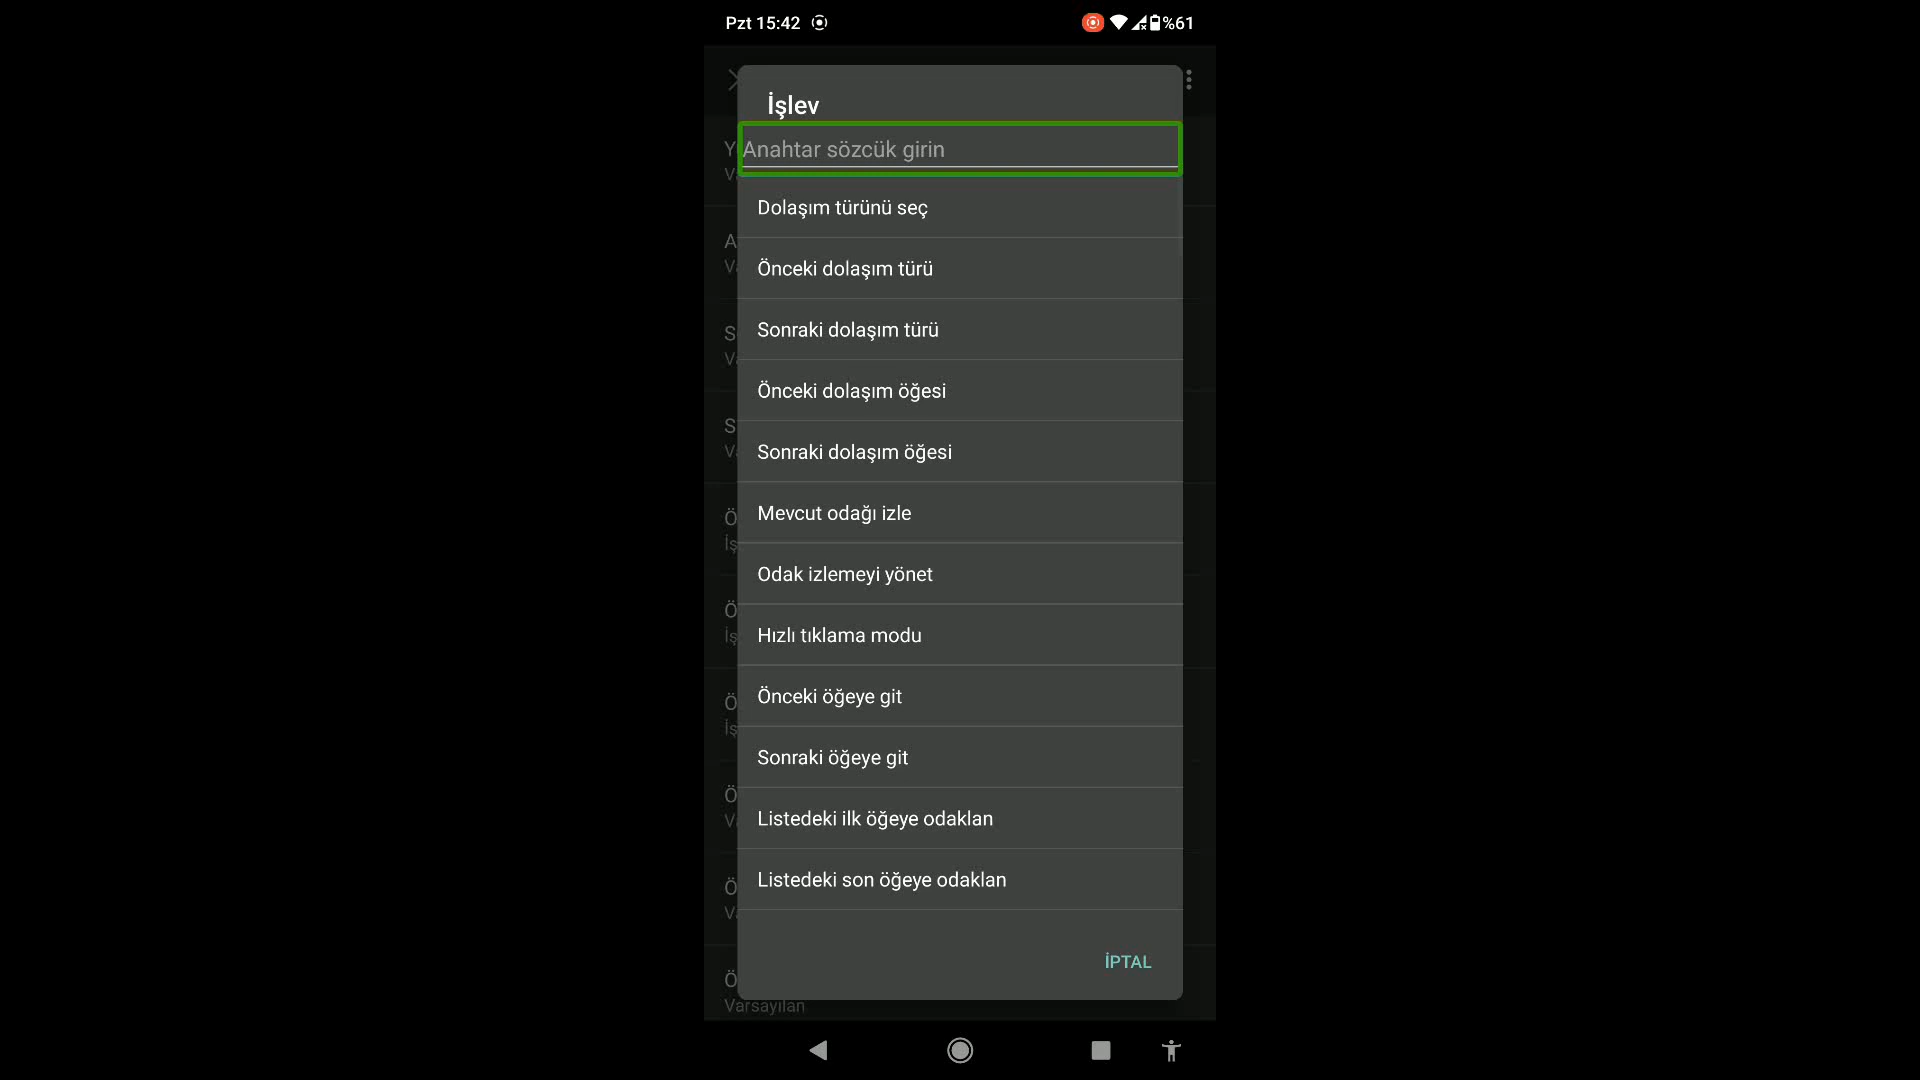 Pzt 15:42 %61
İşlev
Anahtar sözcük girin
Dolaşım türünü seç
Önceki dolaşım türü
Sonraki dolaşım türü
Önceki dolaşım öğesi
Sonraki dolaşım öğesi
Mevcut odağı izle
Odak izlemeyi yönet
Hızlı tıklama modu
Önceki öğeye git
Sonraki öğeye git
Listedeki ilk öğeye odaklan
Listedeki son öğeye odaklan
İPTAL
Varsayılan